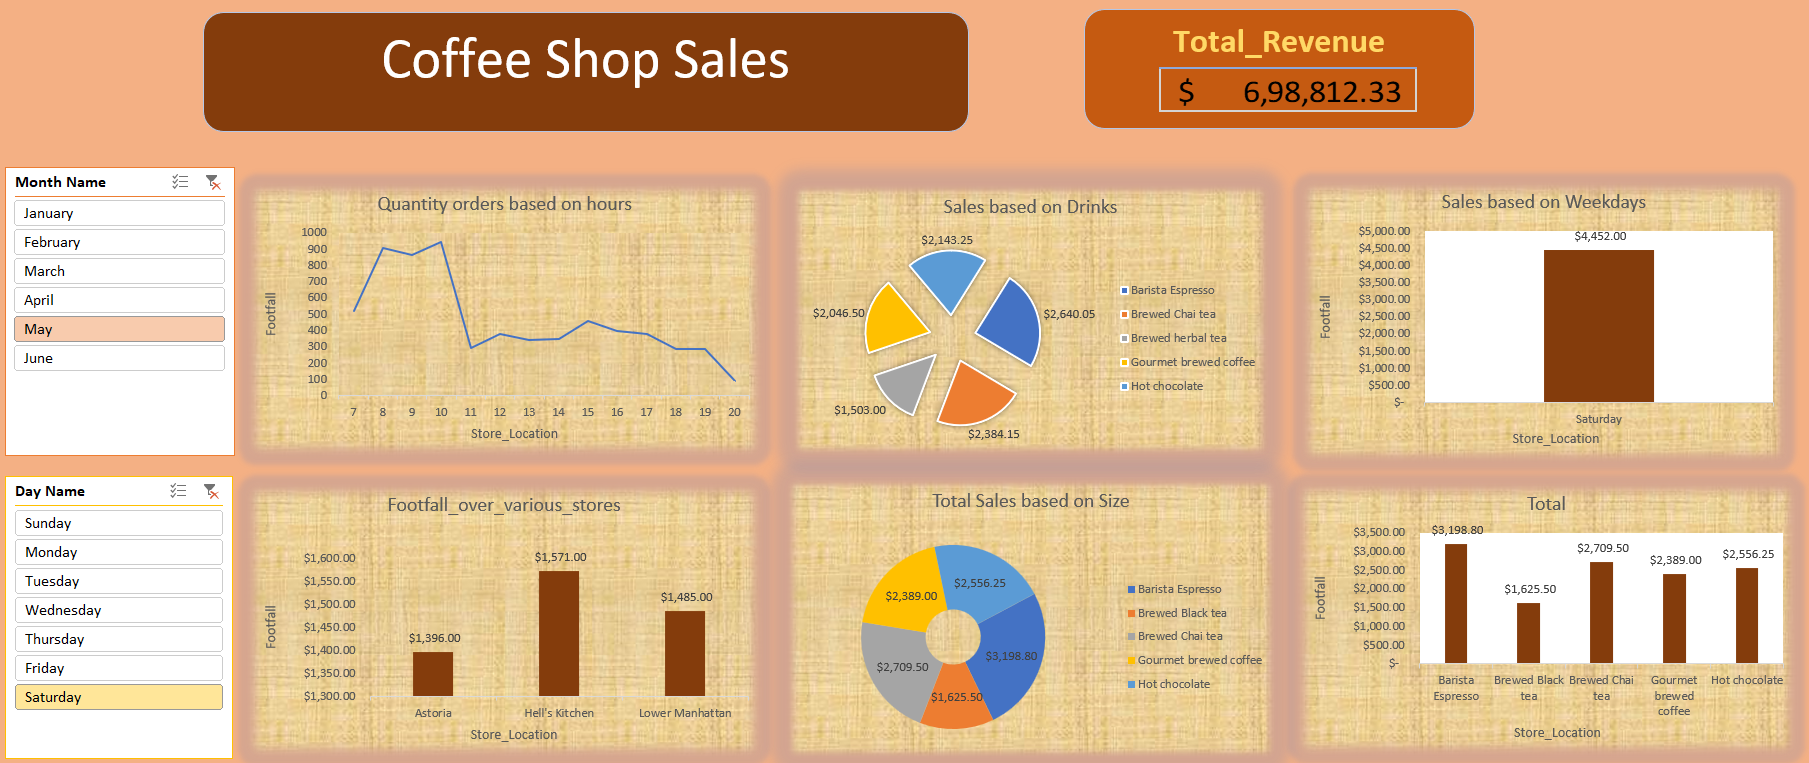 Coffee Shop Sales
Total_Revenue
$ 6,98,812.33
Month Name
January
February
March
April
May
June
Quantity orders based on hours
1000
900
800
700
600
500
400
300
200
100
0
Footfall
7 8 9 10 11 12 13 14 15 16 17 18 19 20
Store_Location
Sales based on Drinks
$2,143.25
$2,046.50
$2,640.05
$1,503.00
$2,384.15
Barista Espresso
Brewed Chai tea
Brewed herbal tea
Gourmet brewed coffee
Hot chocolate
Sales based on Weekdays
$5,000.00
$4,500.00
$4,000.00
$3,500.00
$3,000.00
$2,500.00
$2,000.00
$1,500.00
$1,000.00
$500.00
$-
Footfall
$4,452.00
Saturday
Store_Location
Day Name
Sunday
Monday
Tuesday
Wednesday
Thursday
Friday
Saturday
Footfall_over_various_stores
$1,600.00
$1,550.00
$1,500.00
$1,450.00
$1,400.00
$1,350.00
$1,300.00
Footfall
$1,396.00
$1,571.00
$1,485.00
Astoria Hell's Kitchen Lower Manhattan
Store_Location
Total Sales based on Size
$2,556.25
$2,389.00
$3,198.80
$2,709.50
$1,625.50
Barista Espresso
Brewed Black tea
Brewed Chai tea
Gourmet brewed coffee
Hot chocolate
Total
$3,500.00
$3,000.00
$2,500.00
$2,000.00
$1,500.00
$1,000.00
$500.00
$-
Footfall
$3,198.80
$1,625.50
$2,709.50
$2,389.00
$2,556.25
Barista Espresso
Brewed Black tea
Brewed Chai tea
Gourmet brewed coffee
Hot chocolate
Store_Location